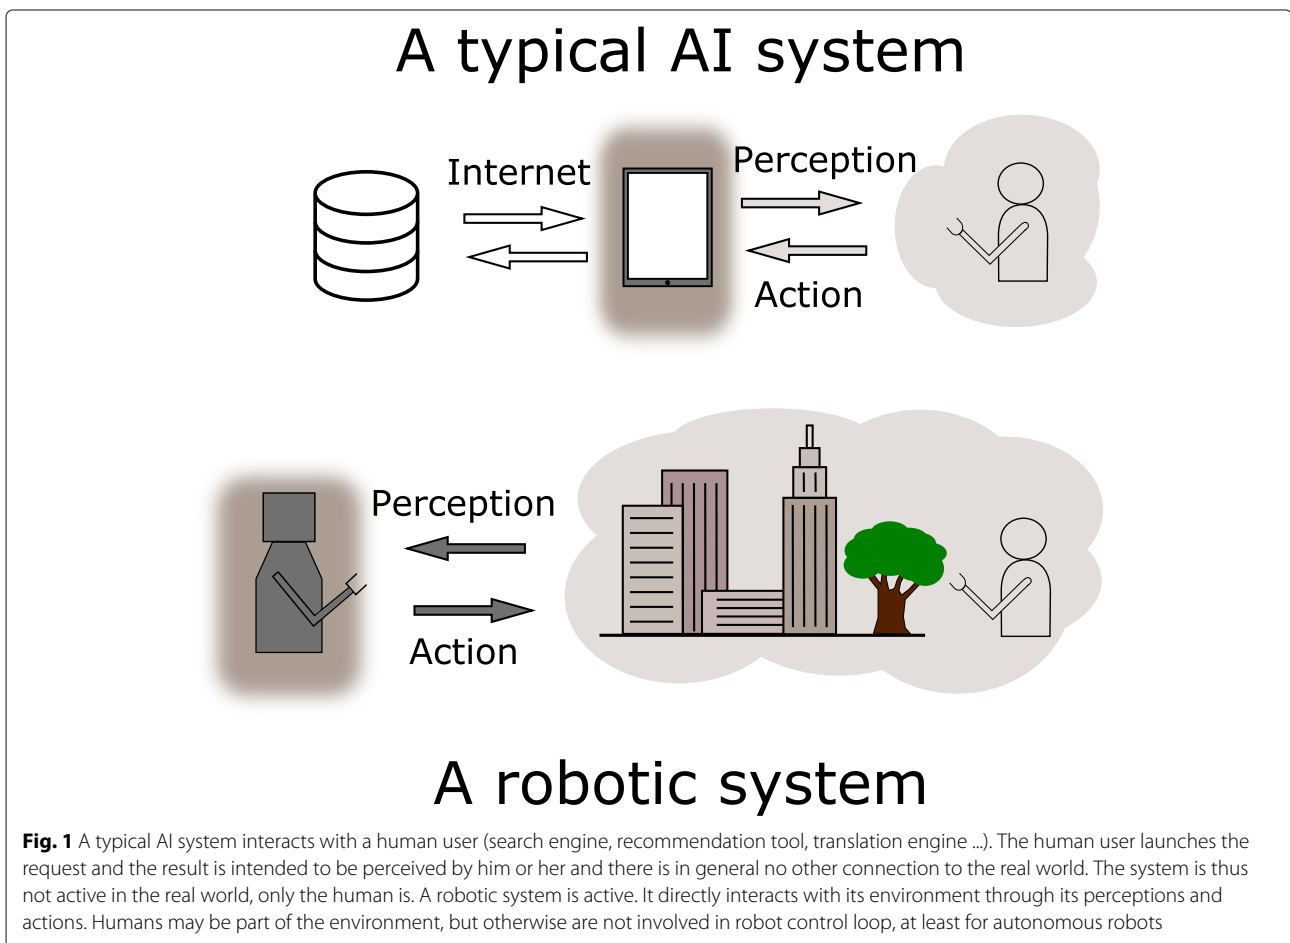 A typical AI system
Internet
Perception
Action
Perception
Action
A robotic system
Fig. 1 A typical AI system interacts with a human user (search engine, recommendation tool, translation engine ...). The human user launches the
request and the result is intended to be perceived by him or her and there is in general no other connection to the real world. The system is thus
not active in the real world, only the human is. A robotic system is active. It directly interacts with its environment through its perceptions and
actions. Humans may be part of the environment, but otherwise are not involved in robot control loop, at least for autonomous robots